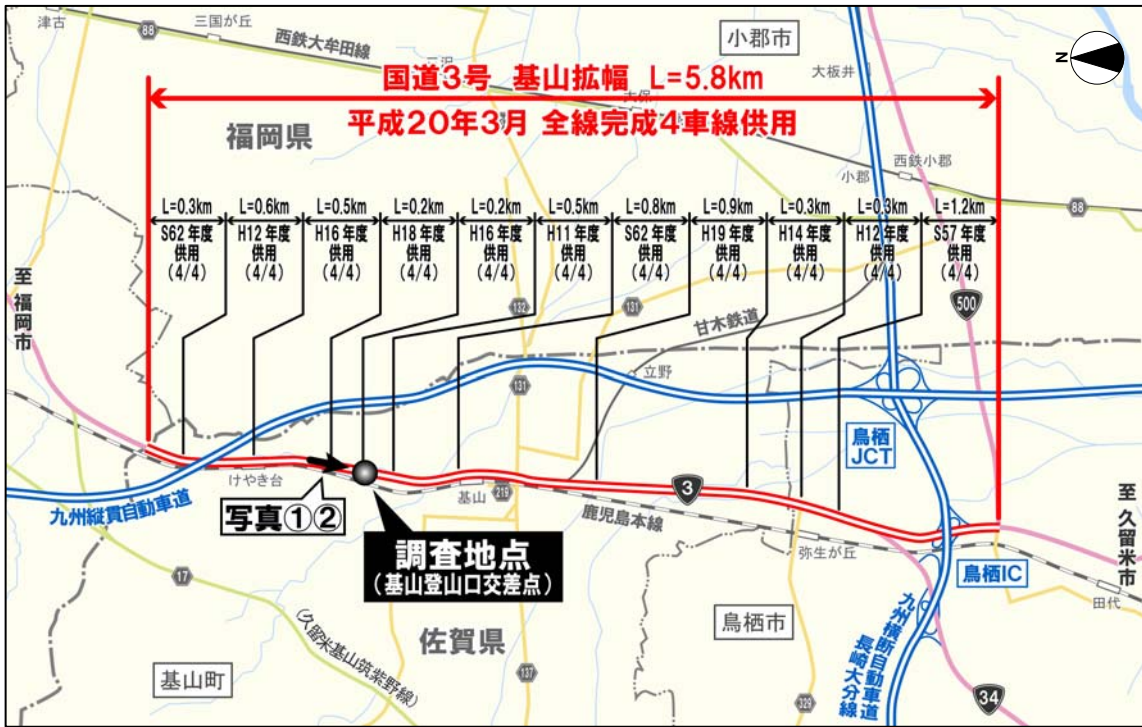 津古
88
三国が丘
西鉄大牟田線
三沢
小郡市
大板井
N
国道3号 基山拡幅 L=5.8km
大保
平成20年3月 全線完成4車線供用
福岡県
西鉄小郡
小郡
88
L=0.3km
S62年度
供用
(4/4)
L=0.6km
H12年度
供用
(4/4)
L=0.5km
H16年度
供用
(4/4)
L=0.2km
H18年度
供用
(4/4)
L=0.2km
H16年度
供用
(4/4)
L=0.5km
H11年度
供用
(4/4)
L=0.8km
S62年度
供用
(4/4)
L=0.9km
H19年度
供用
(4/4)
L=0.3km
H14年度
供用
(4/4)
L=0.3km
H12年度
供用
(4/4)
L=1.2km
S57年度
供用
(4/4)
至 福岡市
132
131
500
甘木鉄道
立野
131
鳥栖
JCT
けやき台
基山
3
至 久留米市
九州縦貫自動車道
写真①②
216
鹿児島本線
調査地点
(基山登山口交差点)
弥生が丘
鳥栖IC
田代
17
(久留米基山筑紫野線)
佐賀県
鳥栖市
九州横断自動車道
長崎大分線
基山町
137
329
34